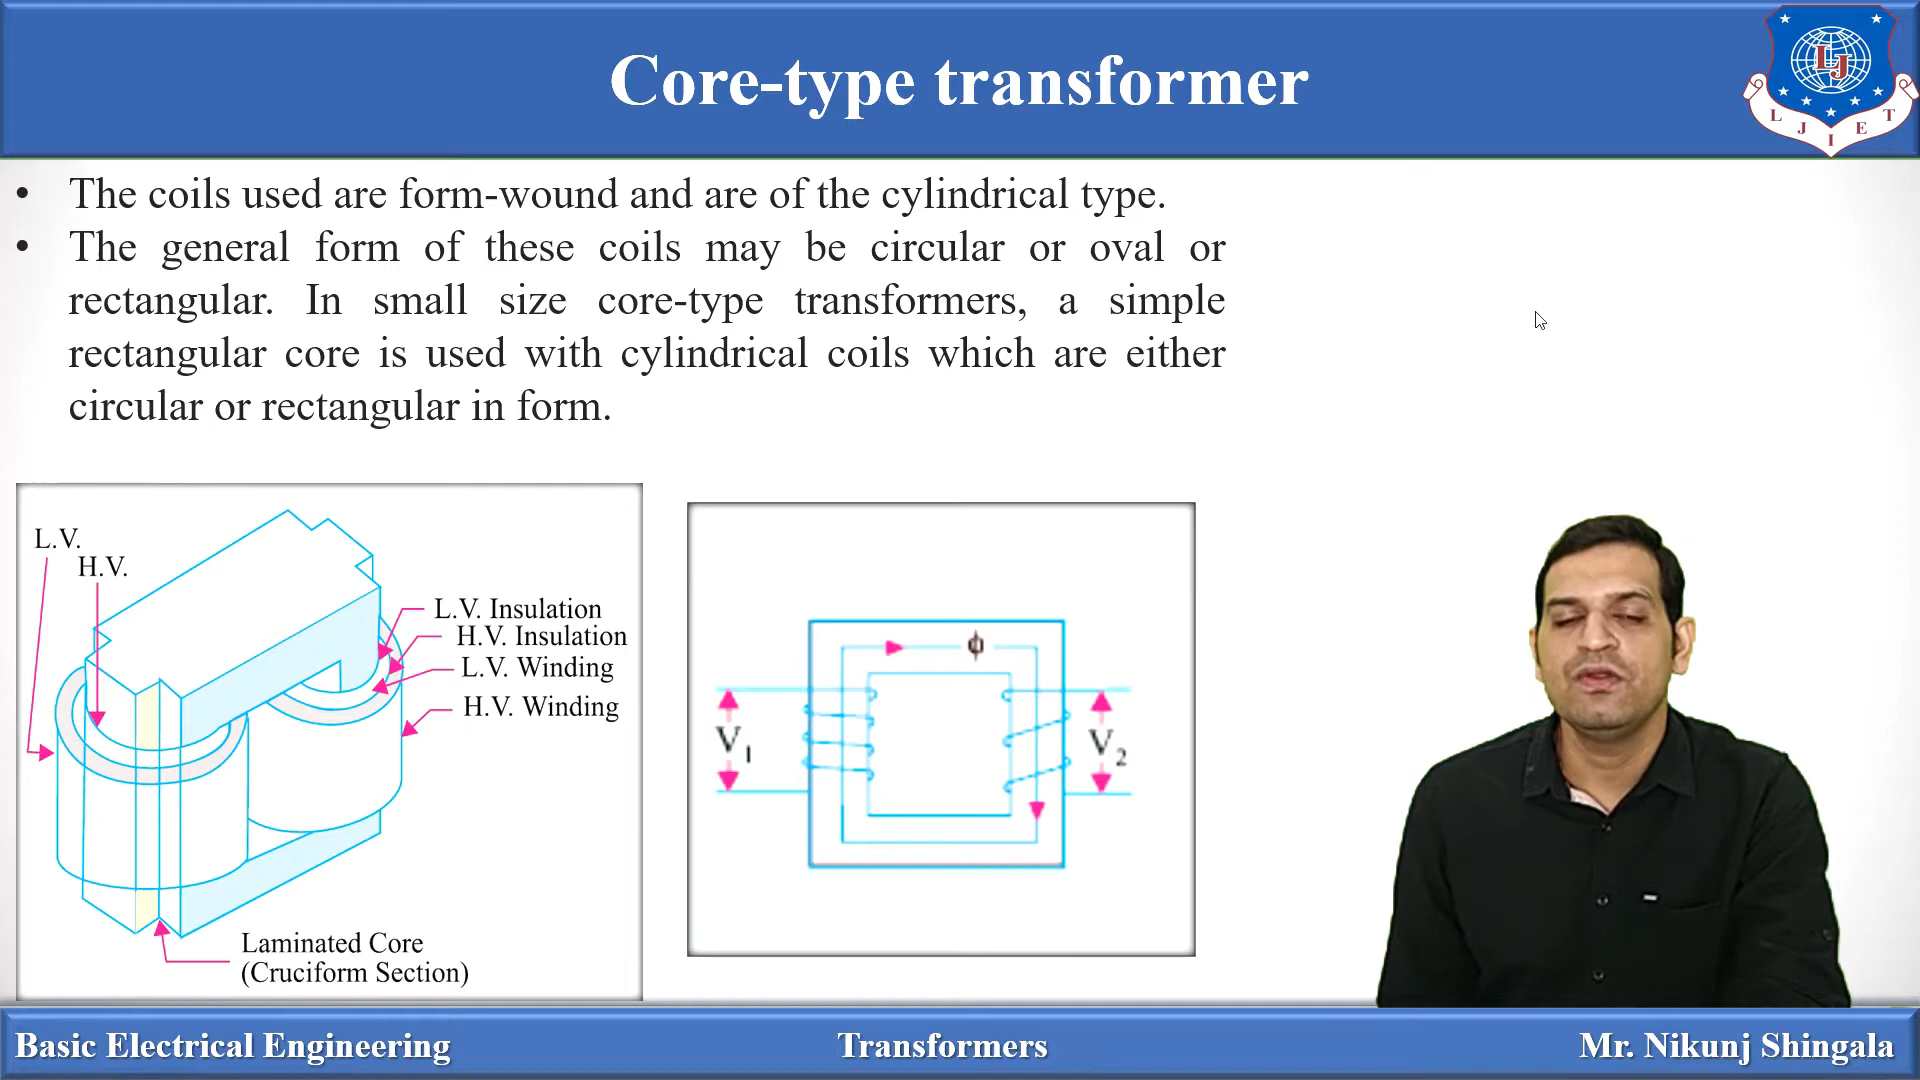 Core-type transformer
LJ
L J I E T
• The coils used are form-wound and are of the cylindrical type.
• The general form of these coils may be circular or oval or
rectangular. In small size core-type transformers, a simple
rectangular core is used with cylindrical coils which are either
circular or rectangular in form.
L.V.
H.V.
L.V. Insulation
H.V. Insulation
L.V. Winding
H.V. Winding
Laminated Core
(Cruciform Section)
ϕ
V1
V2
Basic Electrical Engineering
Transformers
Mr. Nikunj Shingala